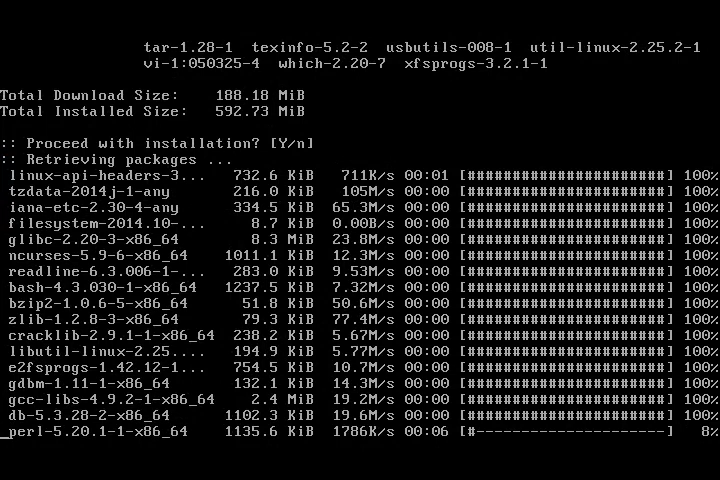 tar-1.28-1  texinfo-5.2-2  usbutils-008-1  util-linux-2.25.2-1
vi-1:050325-4  which-2.20-7  xfsprogs-3.2.1-1
Total Download Size:    188.18 MiB
Total Installed Size:   592.73 MiB
:: Proceed with installation? [Y/n]
:: Retrieving packages ...
linux-api-headers-3...   732.6 KiB   711K/s 00:01 [######################] 100%
tzdata-2014j-1-any       216.0 KiB   105M/s 00:00 [######################] 100%
iana-etc-2.30-4-any      334.5 KiB  65.3M/s 00:00 [######################] 100%
filesystem-2014.10-...     8.7 KiB  0.00B/s 00:00 [######################] 100%
glibc-2.20-3-x86_64        8.3 MiB  23.8M/s 00:00 [######################] 100%
ncurses-5.9-6-x86_64    1011.1 KiB  12.3M/s 00:00 [######################] 100%
readline-6.3.006-1-...   283.0 KiB  9.53M/s 00:00 [######################] 100%
bash-4.3.030-1-x86_64   1237.5 KiB  7.32M/s 00:00 [######################] 100%
bzip2-1.0.6-5-x86_64      51.8 KiB  50.6M/s 00:00 [######################] 100%
zlib-1.2.8-3-x86_64       79.3 KiB  77.4M/s 00:00 [######################] 100%
cracklib-2.9.1-1-x86_64  238.2 KiB  5.67M/s 00:00 [######################] 100%
libutil-linux-2.25....   194.9 KiB  5.77M/s 00:00 [######################] 100%
e2fsprogs-1.42.12-1...   754.5 KiB  10.7M/s 00:00 [######################] 100%
gdbm-1.11-1-x86_64       132.1 KiB  14.3M/s 00:00 [######################] 100%
gcc-libs-4.9.2-1-x86_64    2.4 MiB  19.2M/s 00:00 [######################] 100%
db-5.3.28-2-x86_64      1102.3 KiB  19.6M/s 00:00 [######################] 100%
_perl-5.20.1-1-x86_64    1135.6 KiB  1786K/s 00:06 [#---------------------]   8%